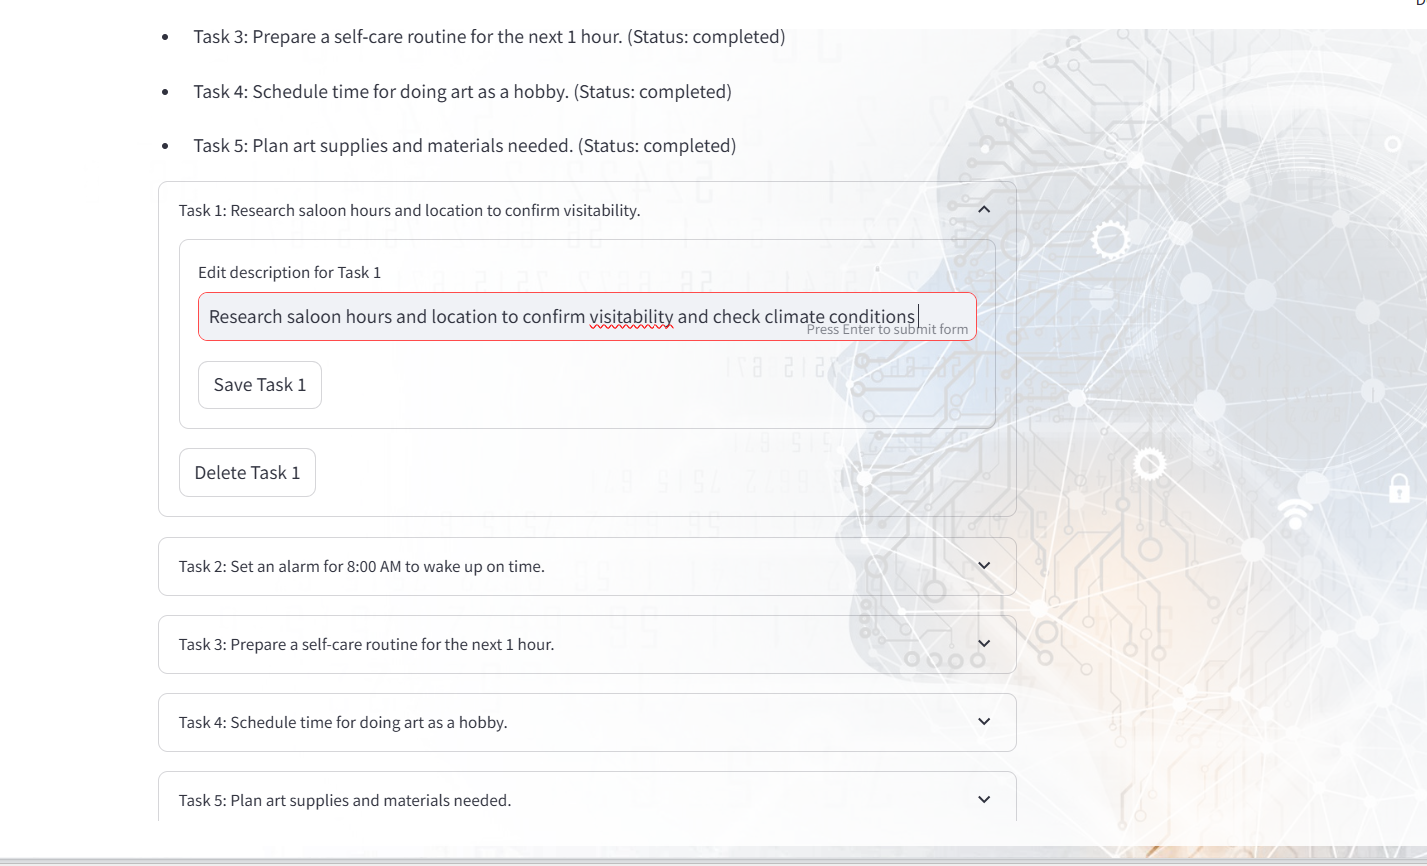 Task 3: Prepare a self-care routine for the next 1 hour. (Status: completed)
Task 4: Schedule time for doing art as a hobby. (Status: completed)
Task 5: Plan art supplies and materials needed. (Status: completed)
Task 1: Research saloon hours and location to confirm visitability.
Edit description for Task 1
Research saloon hours and location to confirm visitability and check climate conditions
Press Enter to submit form
Save Task 1
Delete Task 1
Task 2: Set an alarm for 8:00 AM to wake up on time.
Task 3: Prepare a self-care routine for the next 1 hour.
Task 4: Schedule time for doing art as a hobby.
Task 5: Plan art supplies and materials needed.